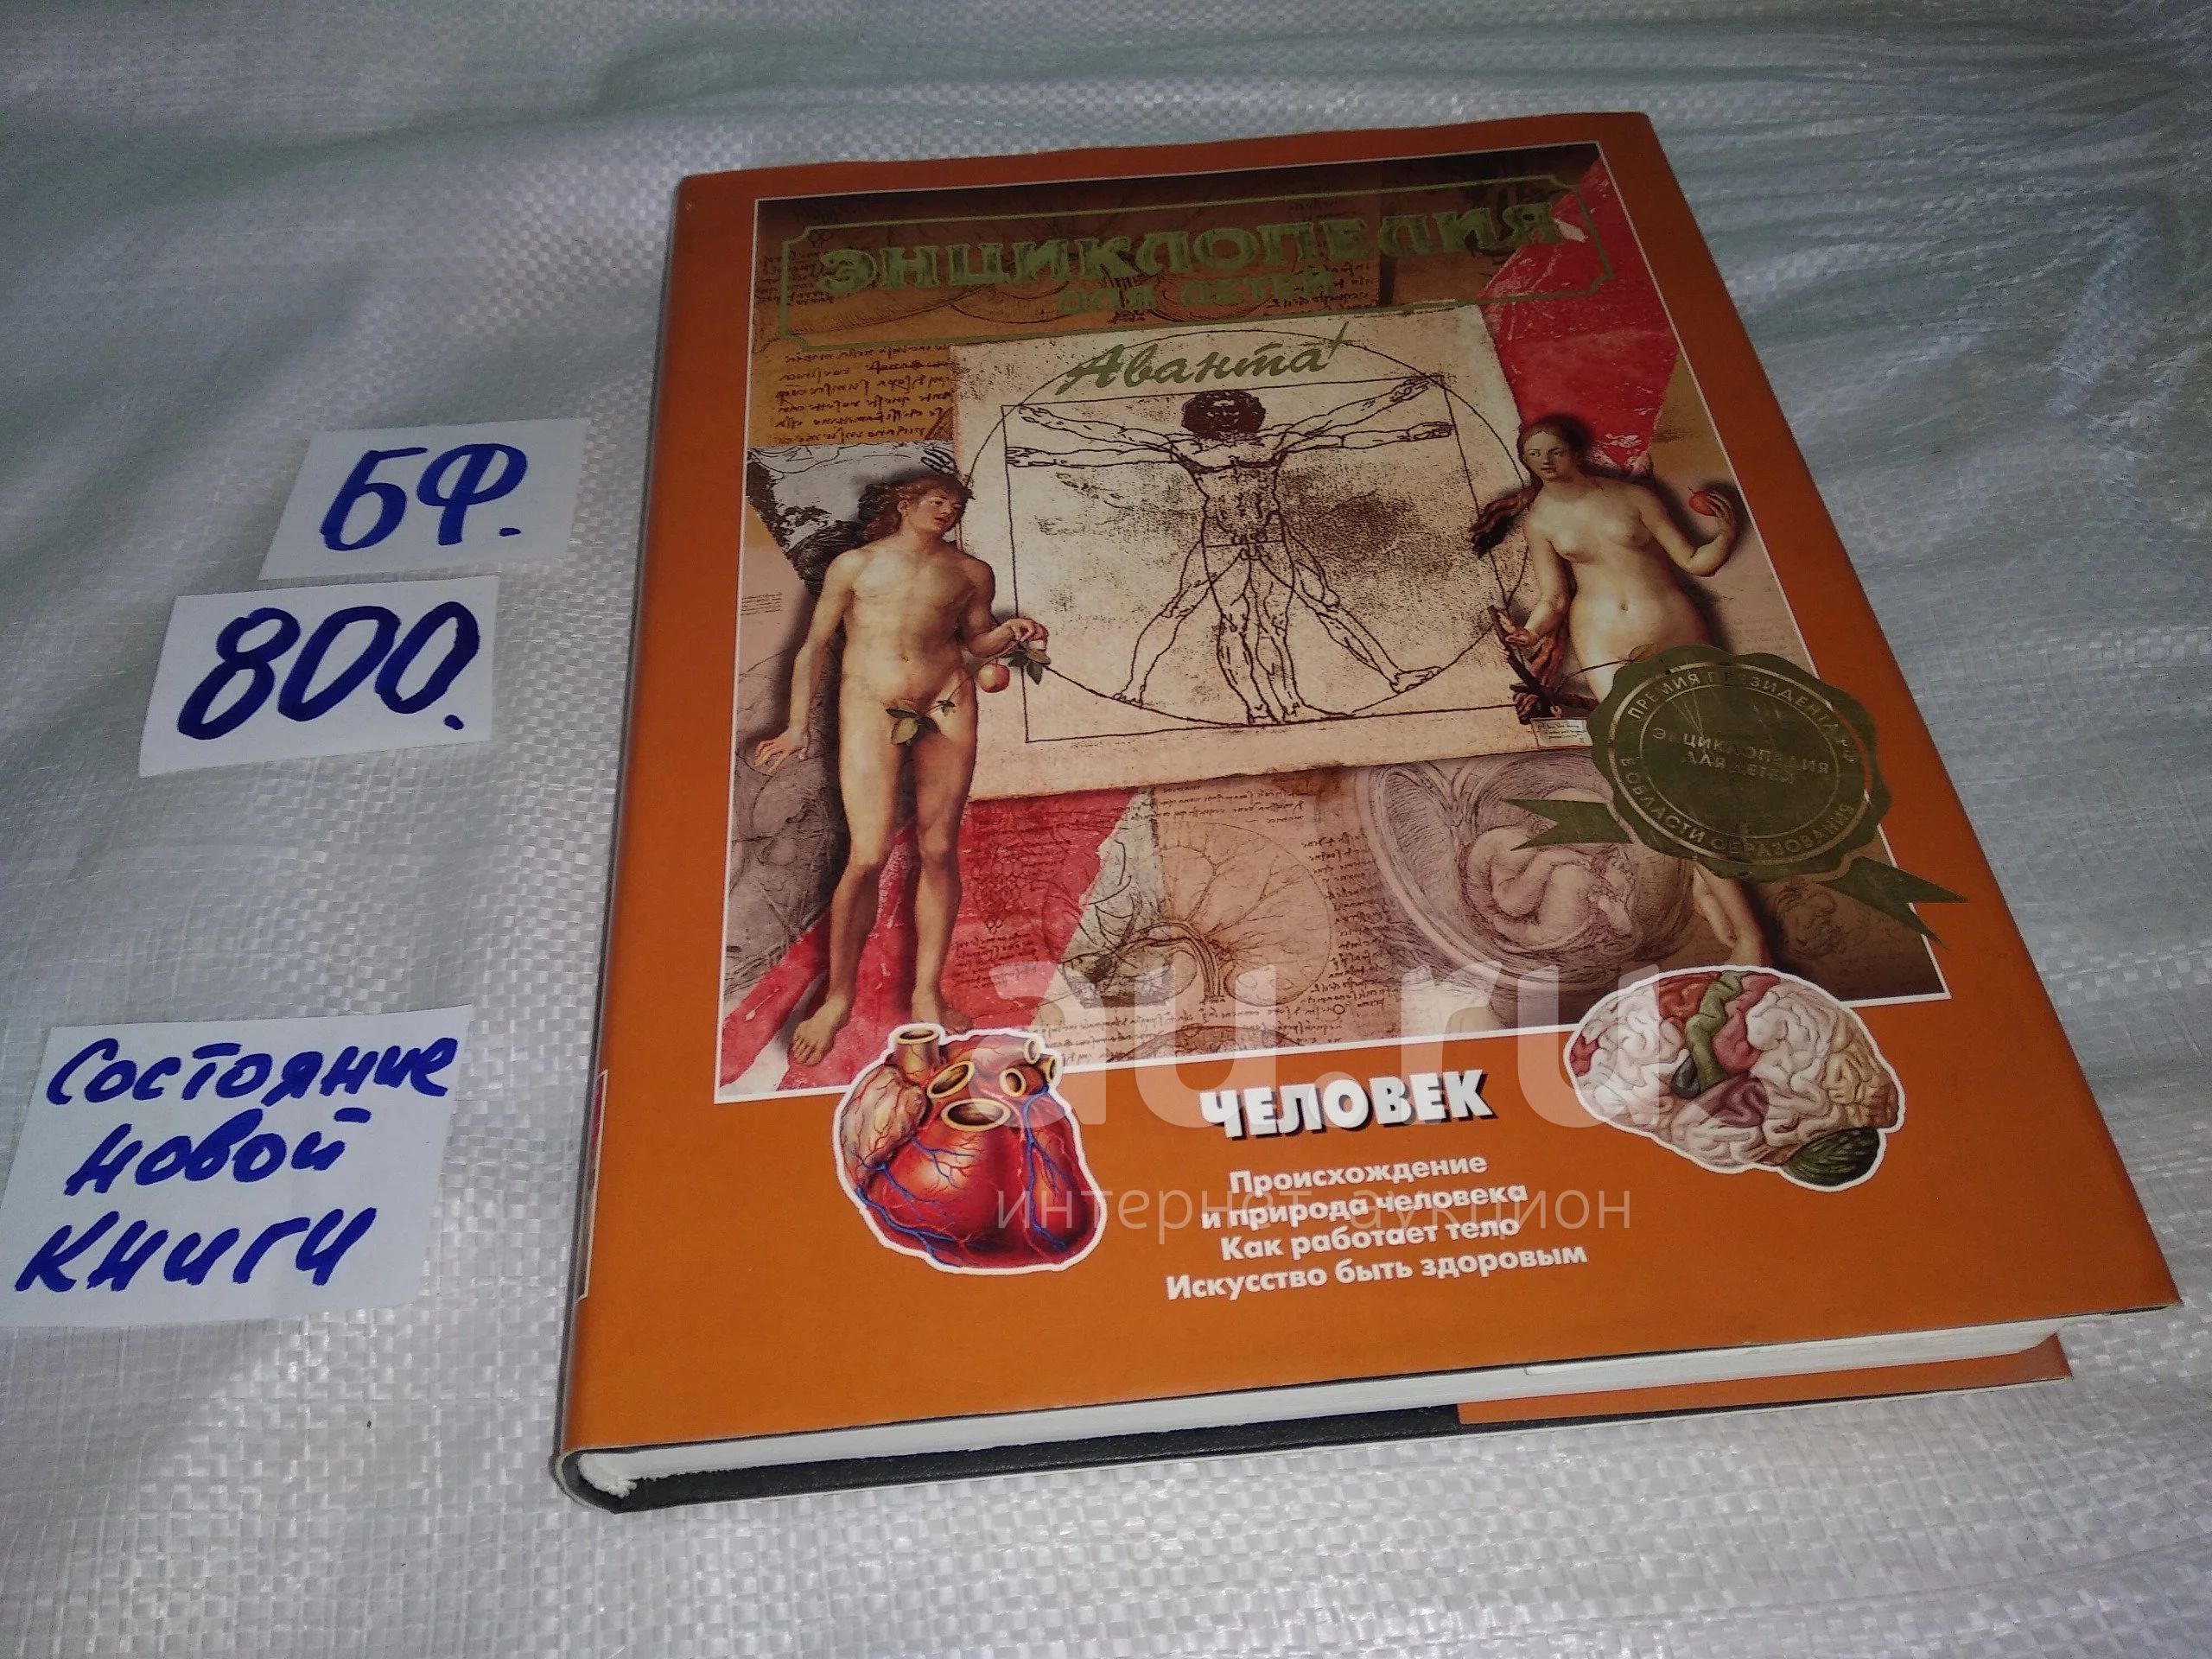 ЭНЦИКЛОПЕДИЯ
ДЛЯ ДЕТЕЙ
Аванта+
БФ.
800.
Состояние
новой
книги
ПРЕМИЯ ПРЕЗИДЕНТА РФ
ЭНЦИКЛОПЕДИЯ
ДЛЯ ДЕТЕЙ
В ОБЛАСТИ ОБРАЗОВАНИЯ
au.ru
интернет-аукцион
ЧЕЛОВЕК
Происхождение
и природа человека
Как работает тело
Искусство быть здоровым